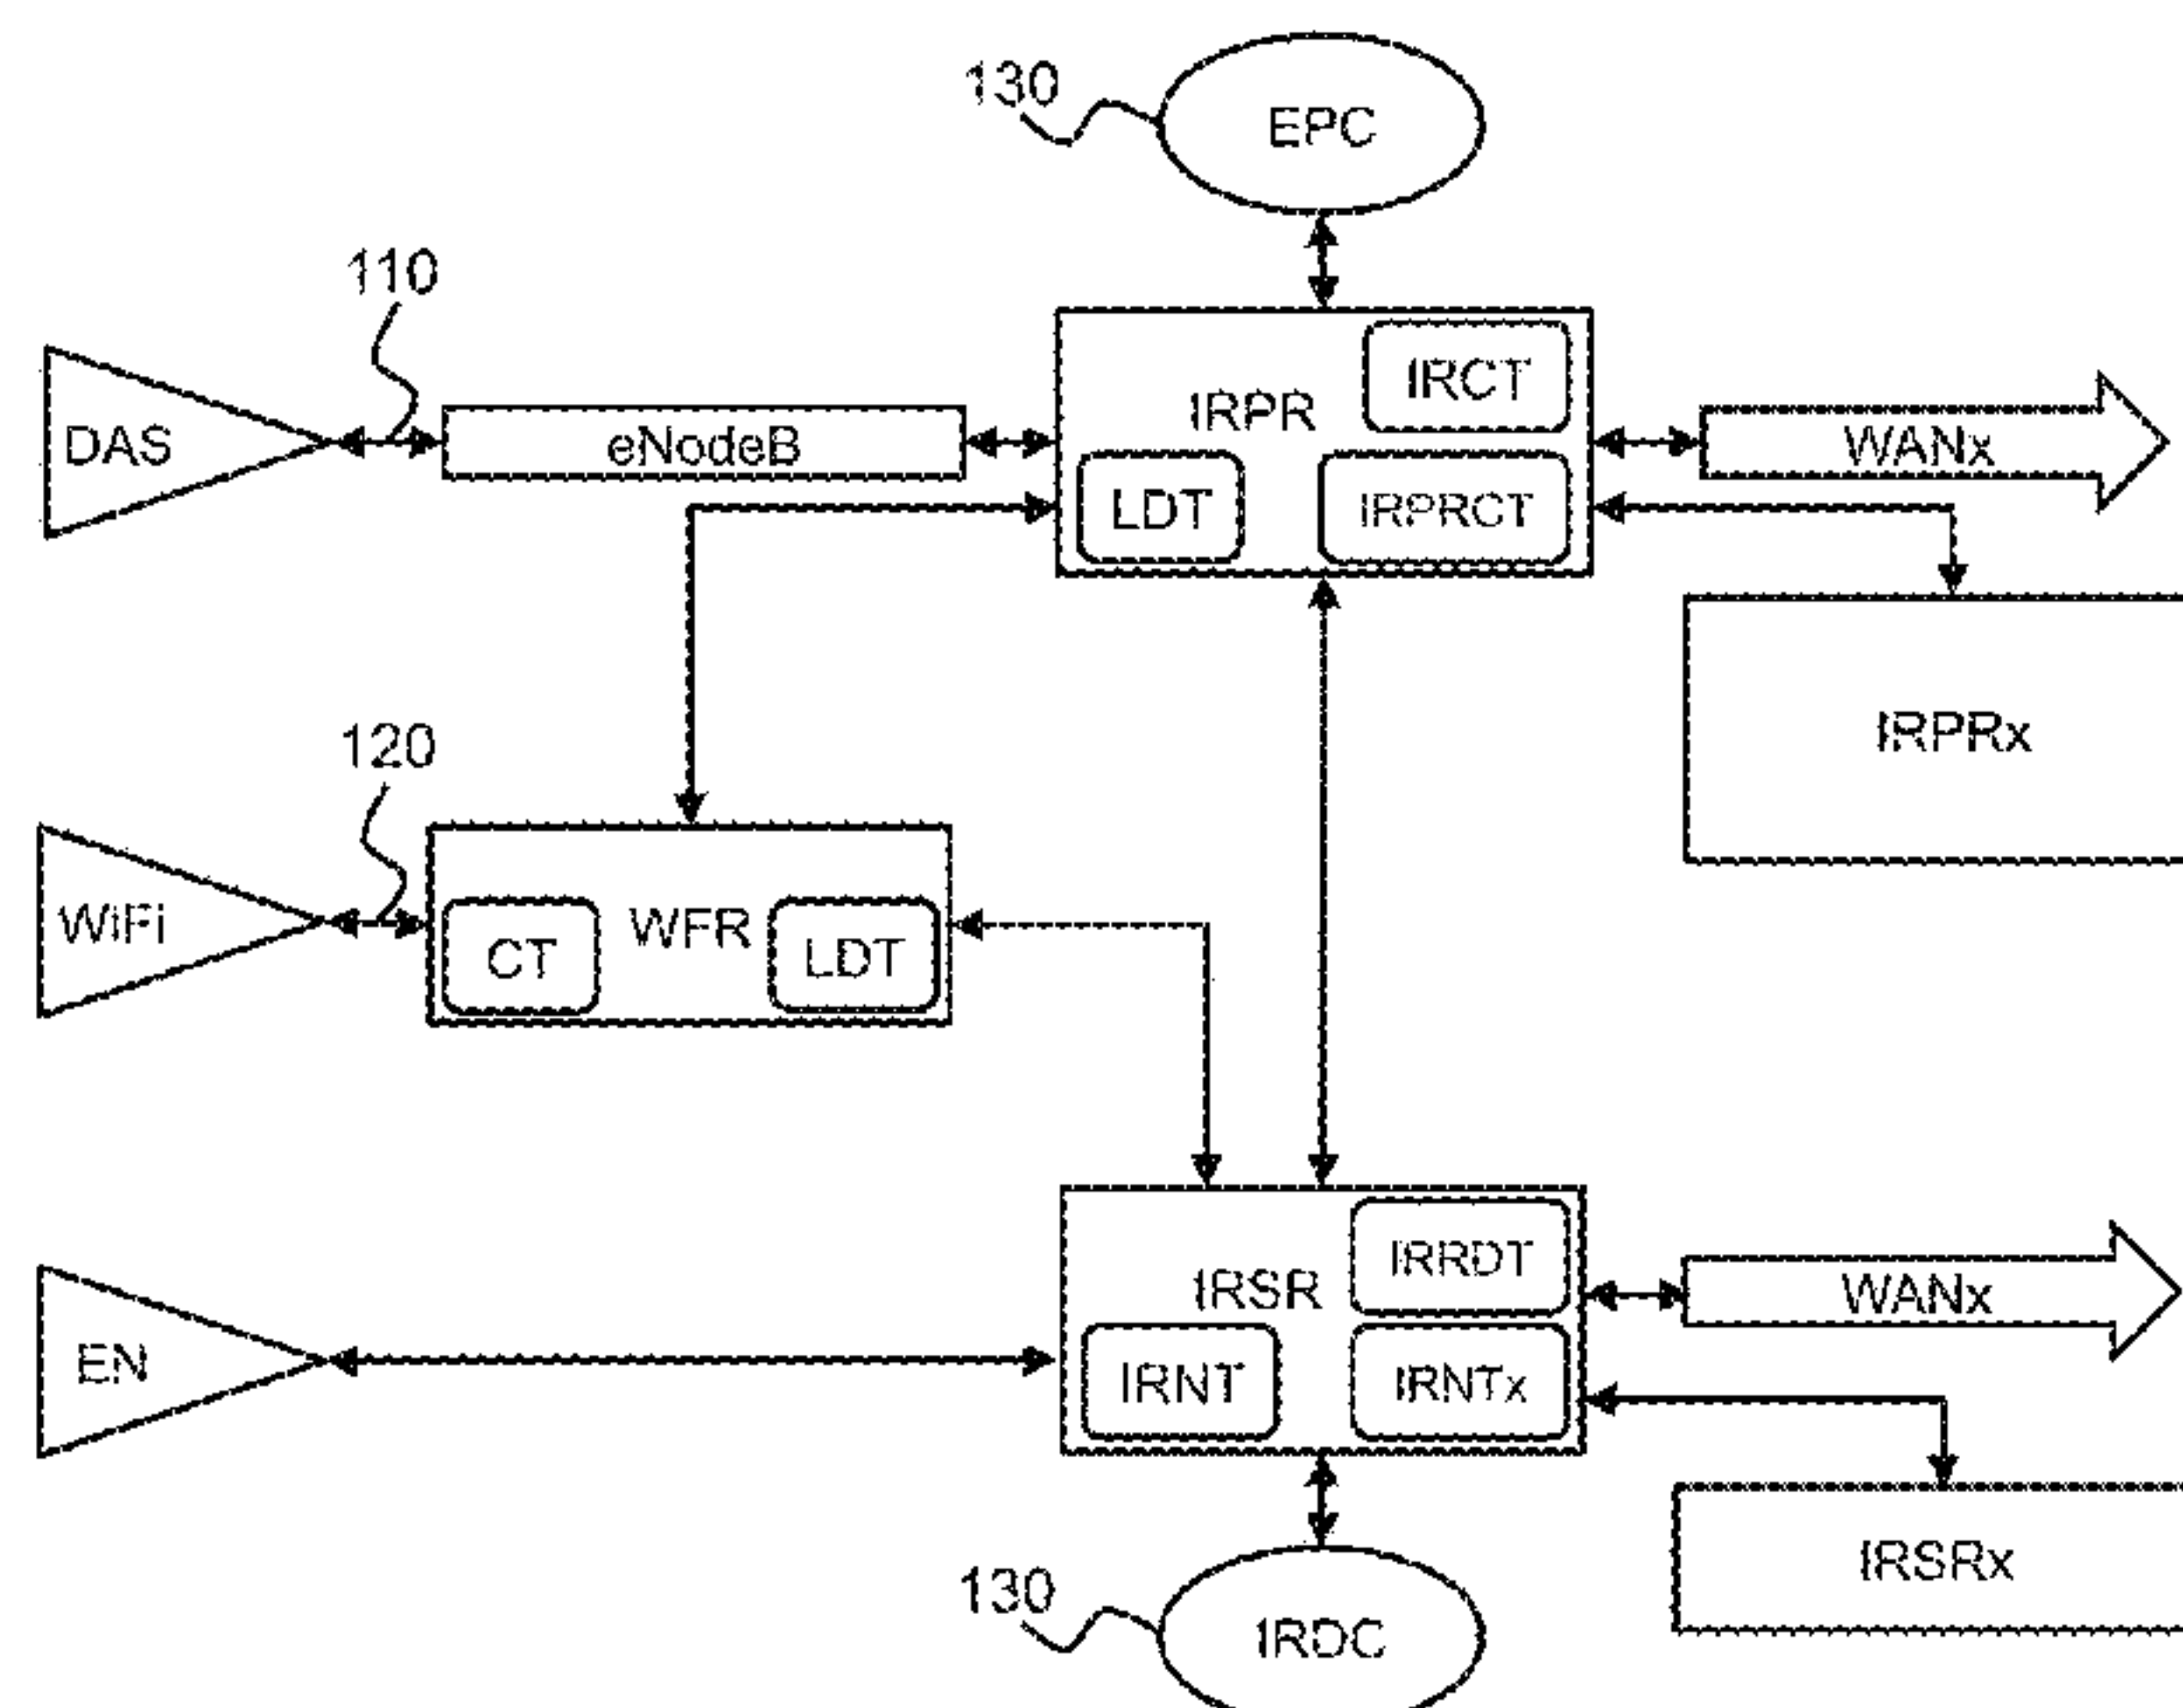 130
EPC
110
IRCT
IRPR
DAS
eNodeB
WANx
LDT
IRPRCT
IRPRx
120
WiFi
WFR
CT
LDT
IRRDT
IRSR
WANx
EN
IRNT
IRNTx
IRSRx
130
IRDC